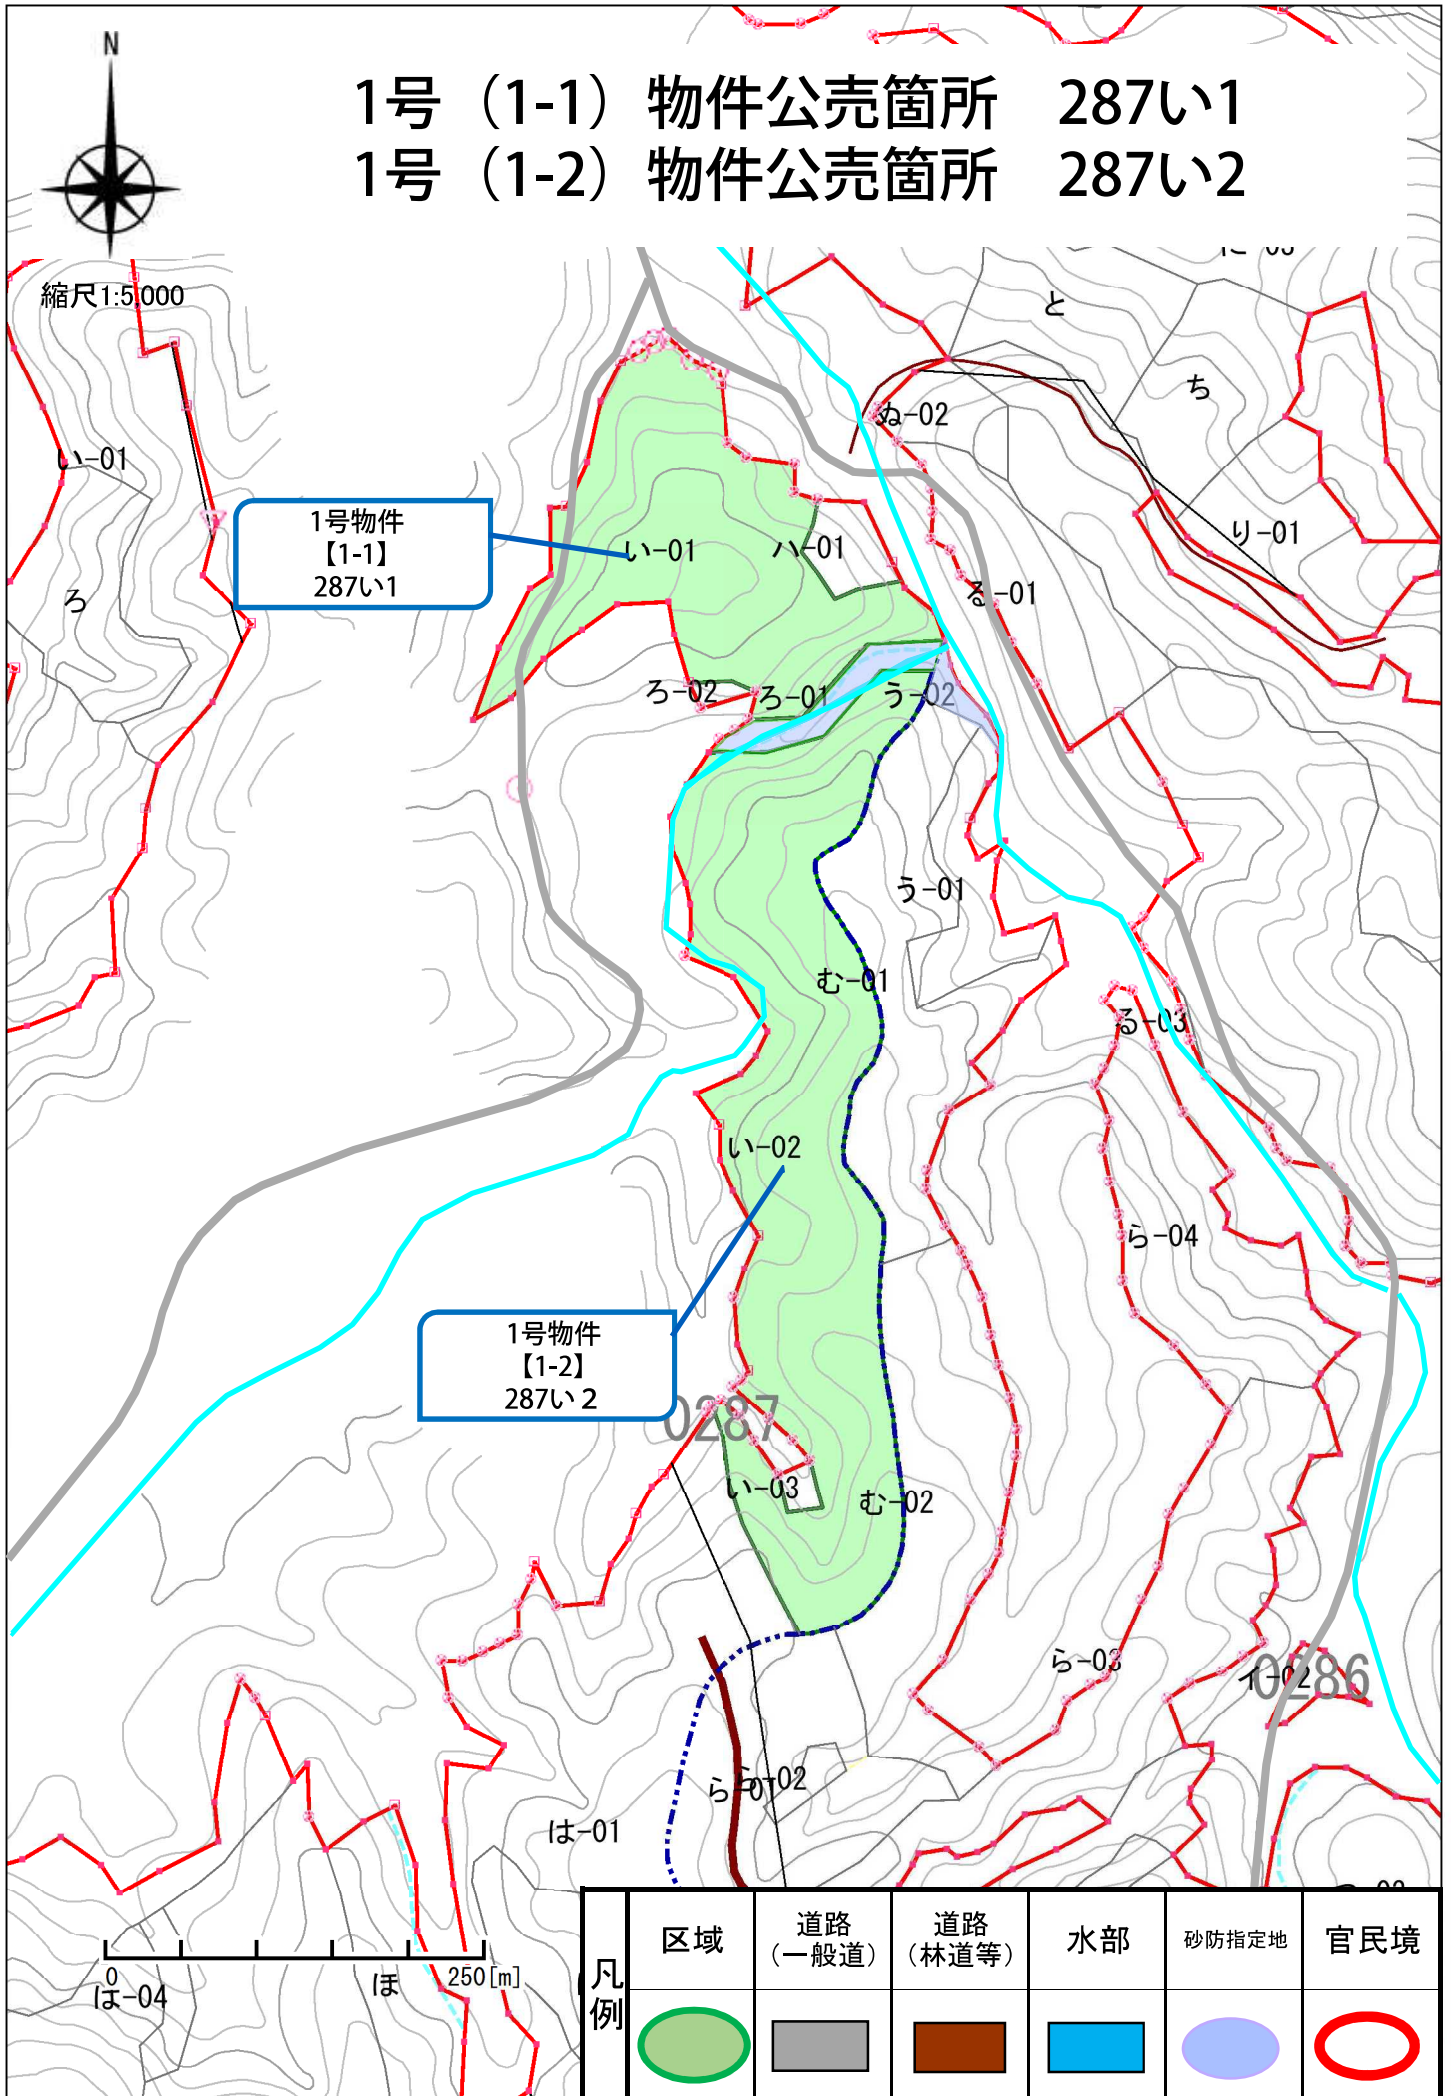 N
1号（1-1）物件公売箇所　287い1
1号（1-2）物件公売箇所　287い2
縮尺1:5,000
と
ち
ぬ-02
い-01
り-01
1号物件
【1-1】
287い1
い-01
ハ-01
る-01
ろ
ろ-02
ろ-01
う-02
う-01
む-01
る-03
い-02
ら-04
1号物件
【1-2】
287い２
0287
い-03
む-02
ら-03
イ-02
0286
ら-02
ら-01
は-01
0
250[m]
は-04
ほ
凡例
区域
道路
（一般道）
道路
（林道等）
水部
砂防指定地
官民境